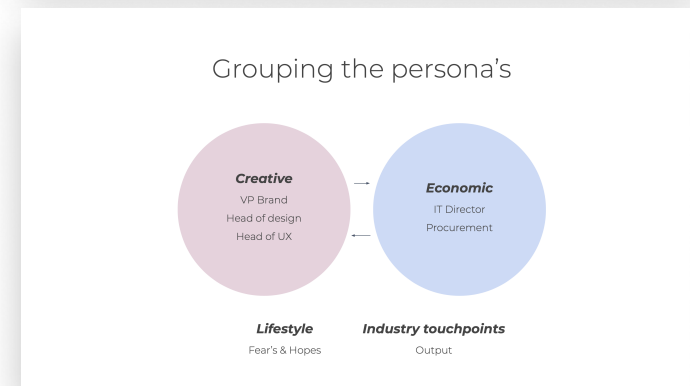 Grouping the persona's
Creative
VP Brand
Head of design
Head of UX
Economic
IT Director
Procurement
Lifestyle
Fear's & Hopes
Industry touchpoints
Output